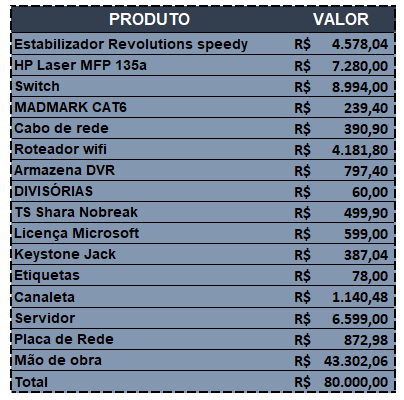 PRODUTO VALOR
Estabilizador Revolutions speedy R$ 4.578,04
HP Laser MFP 135a R$ 7.280,00
Switch R$ 8.994,00
MADMARK CAT6 R$ 239,40
Cabo de rede R$ 390,90
Roteador wifi R$ 4.181,80
Armazena DVR R$ 797,40
DIVISÓRIAS R$ 60,00
TS Shara Nobreak R$ 499,90
Licença Microsoft R$ 599,00
Keystone Jack R$ 387,04
Etiquetas R$ 78,00
Canaleta R$ 1.140,48
Servidor R$ 6.599,00
Placa de Rede R$ 872,98
Mão de obra R$ 43.302,06
Total R$ 80.000,00